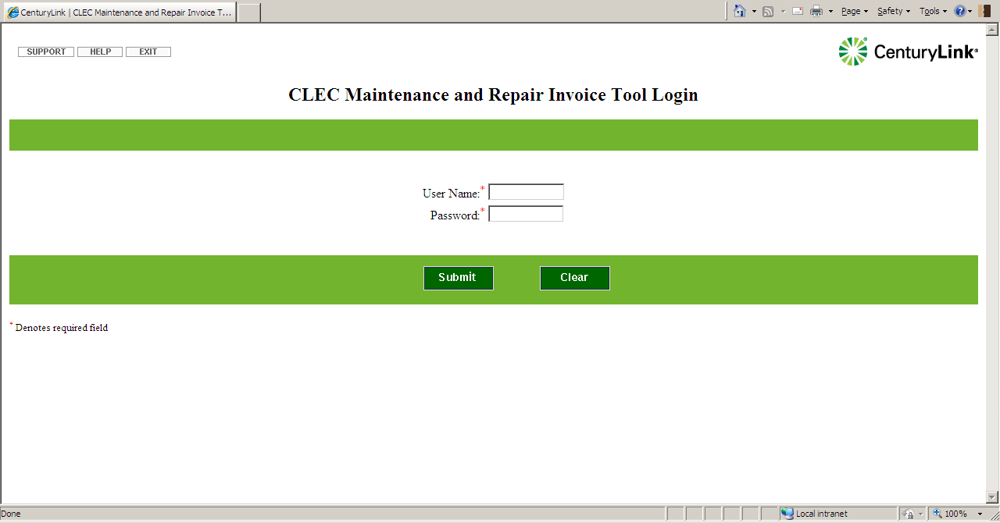 CenturyLink | CLEC Maintenance and Repair Invoice T...
Page Safety Tools
SUPPORT HELP EXIT
CenturyLink®
CLEC Maintenance and Repair Invoice Tool Login
User Name:*
Password:*
Submit Clear
* Denotes required field
Done Local intranet 100%